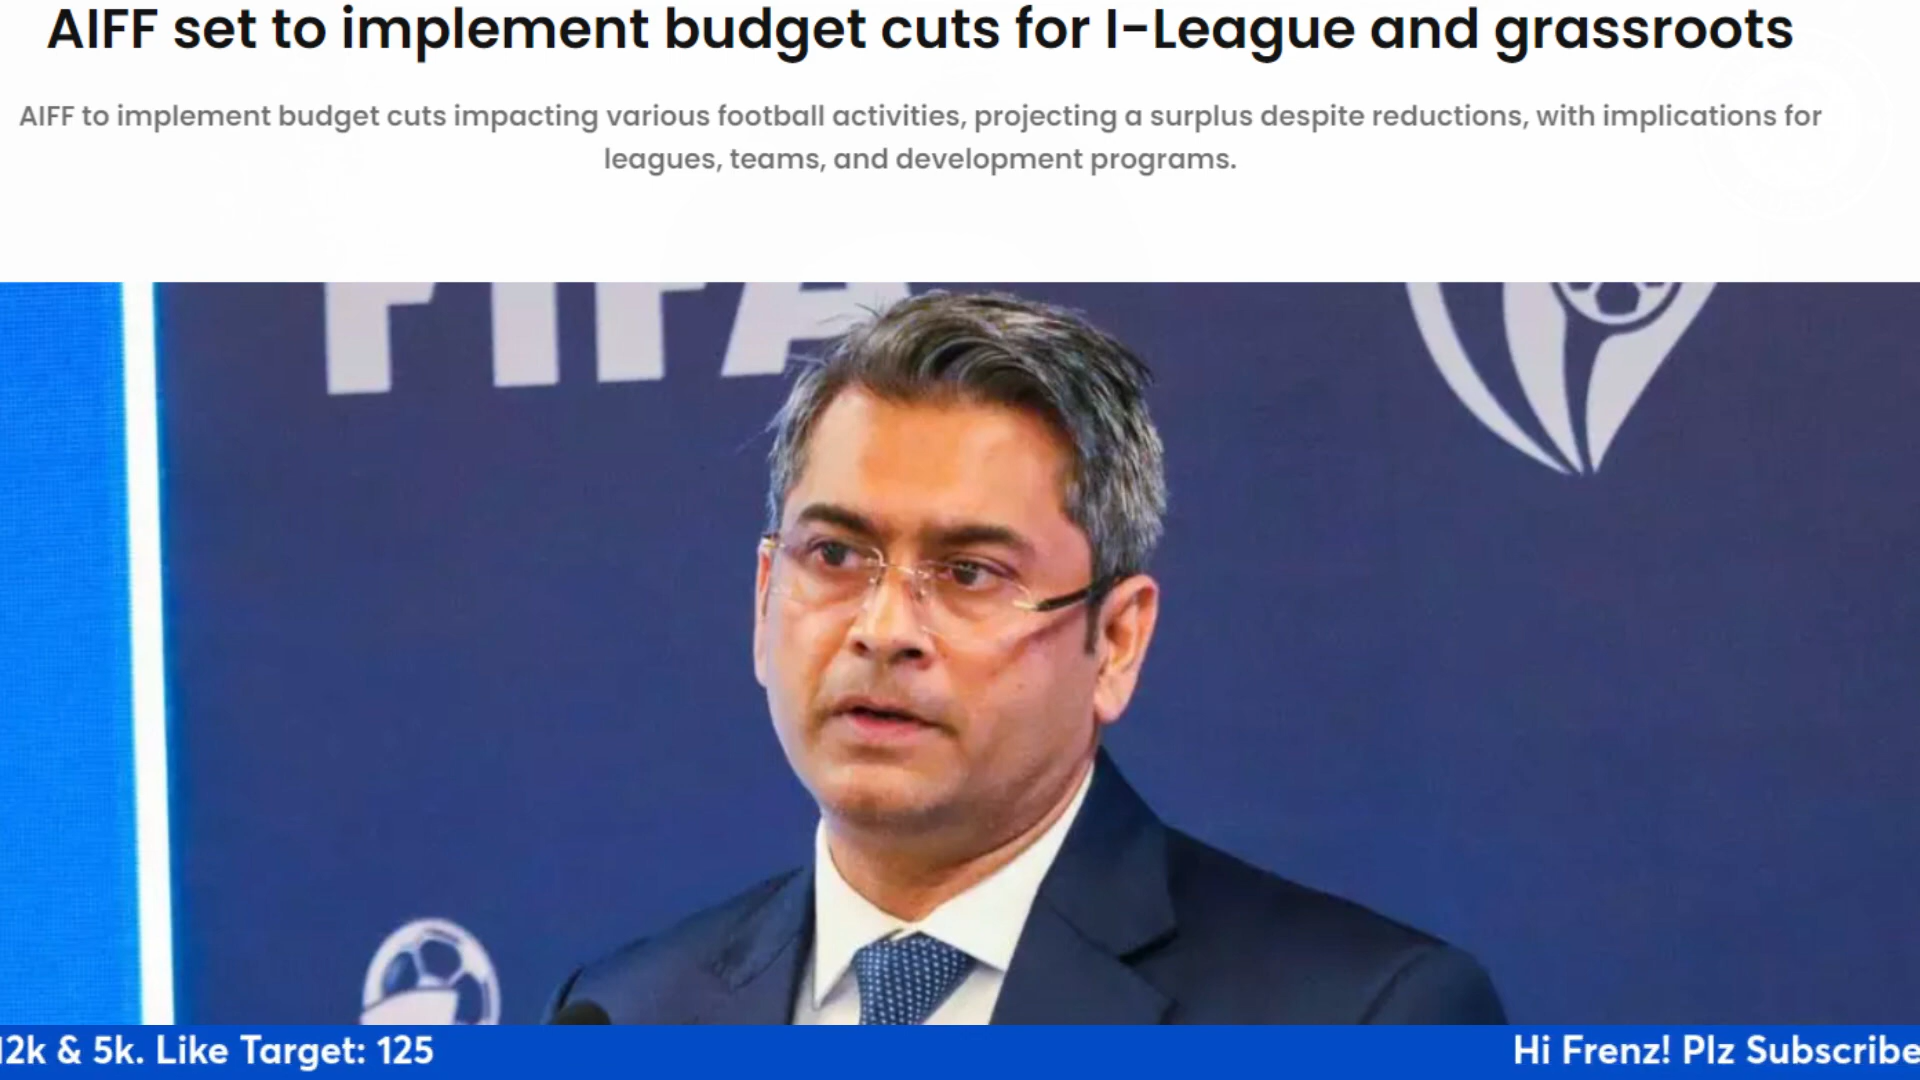 AIFF set to implement budget cuts for I-League and grassroots
AIFF to implement budget cuts impacting various football activities, projecting a surplus despite reductions, with implications for
leagues, teams, and development programs.
FIFA
12k & 5k. Like Target: 125
Hi Frenz! Plz Subscribe